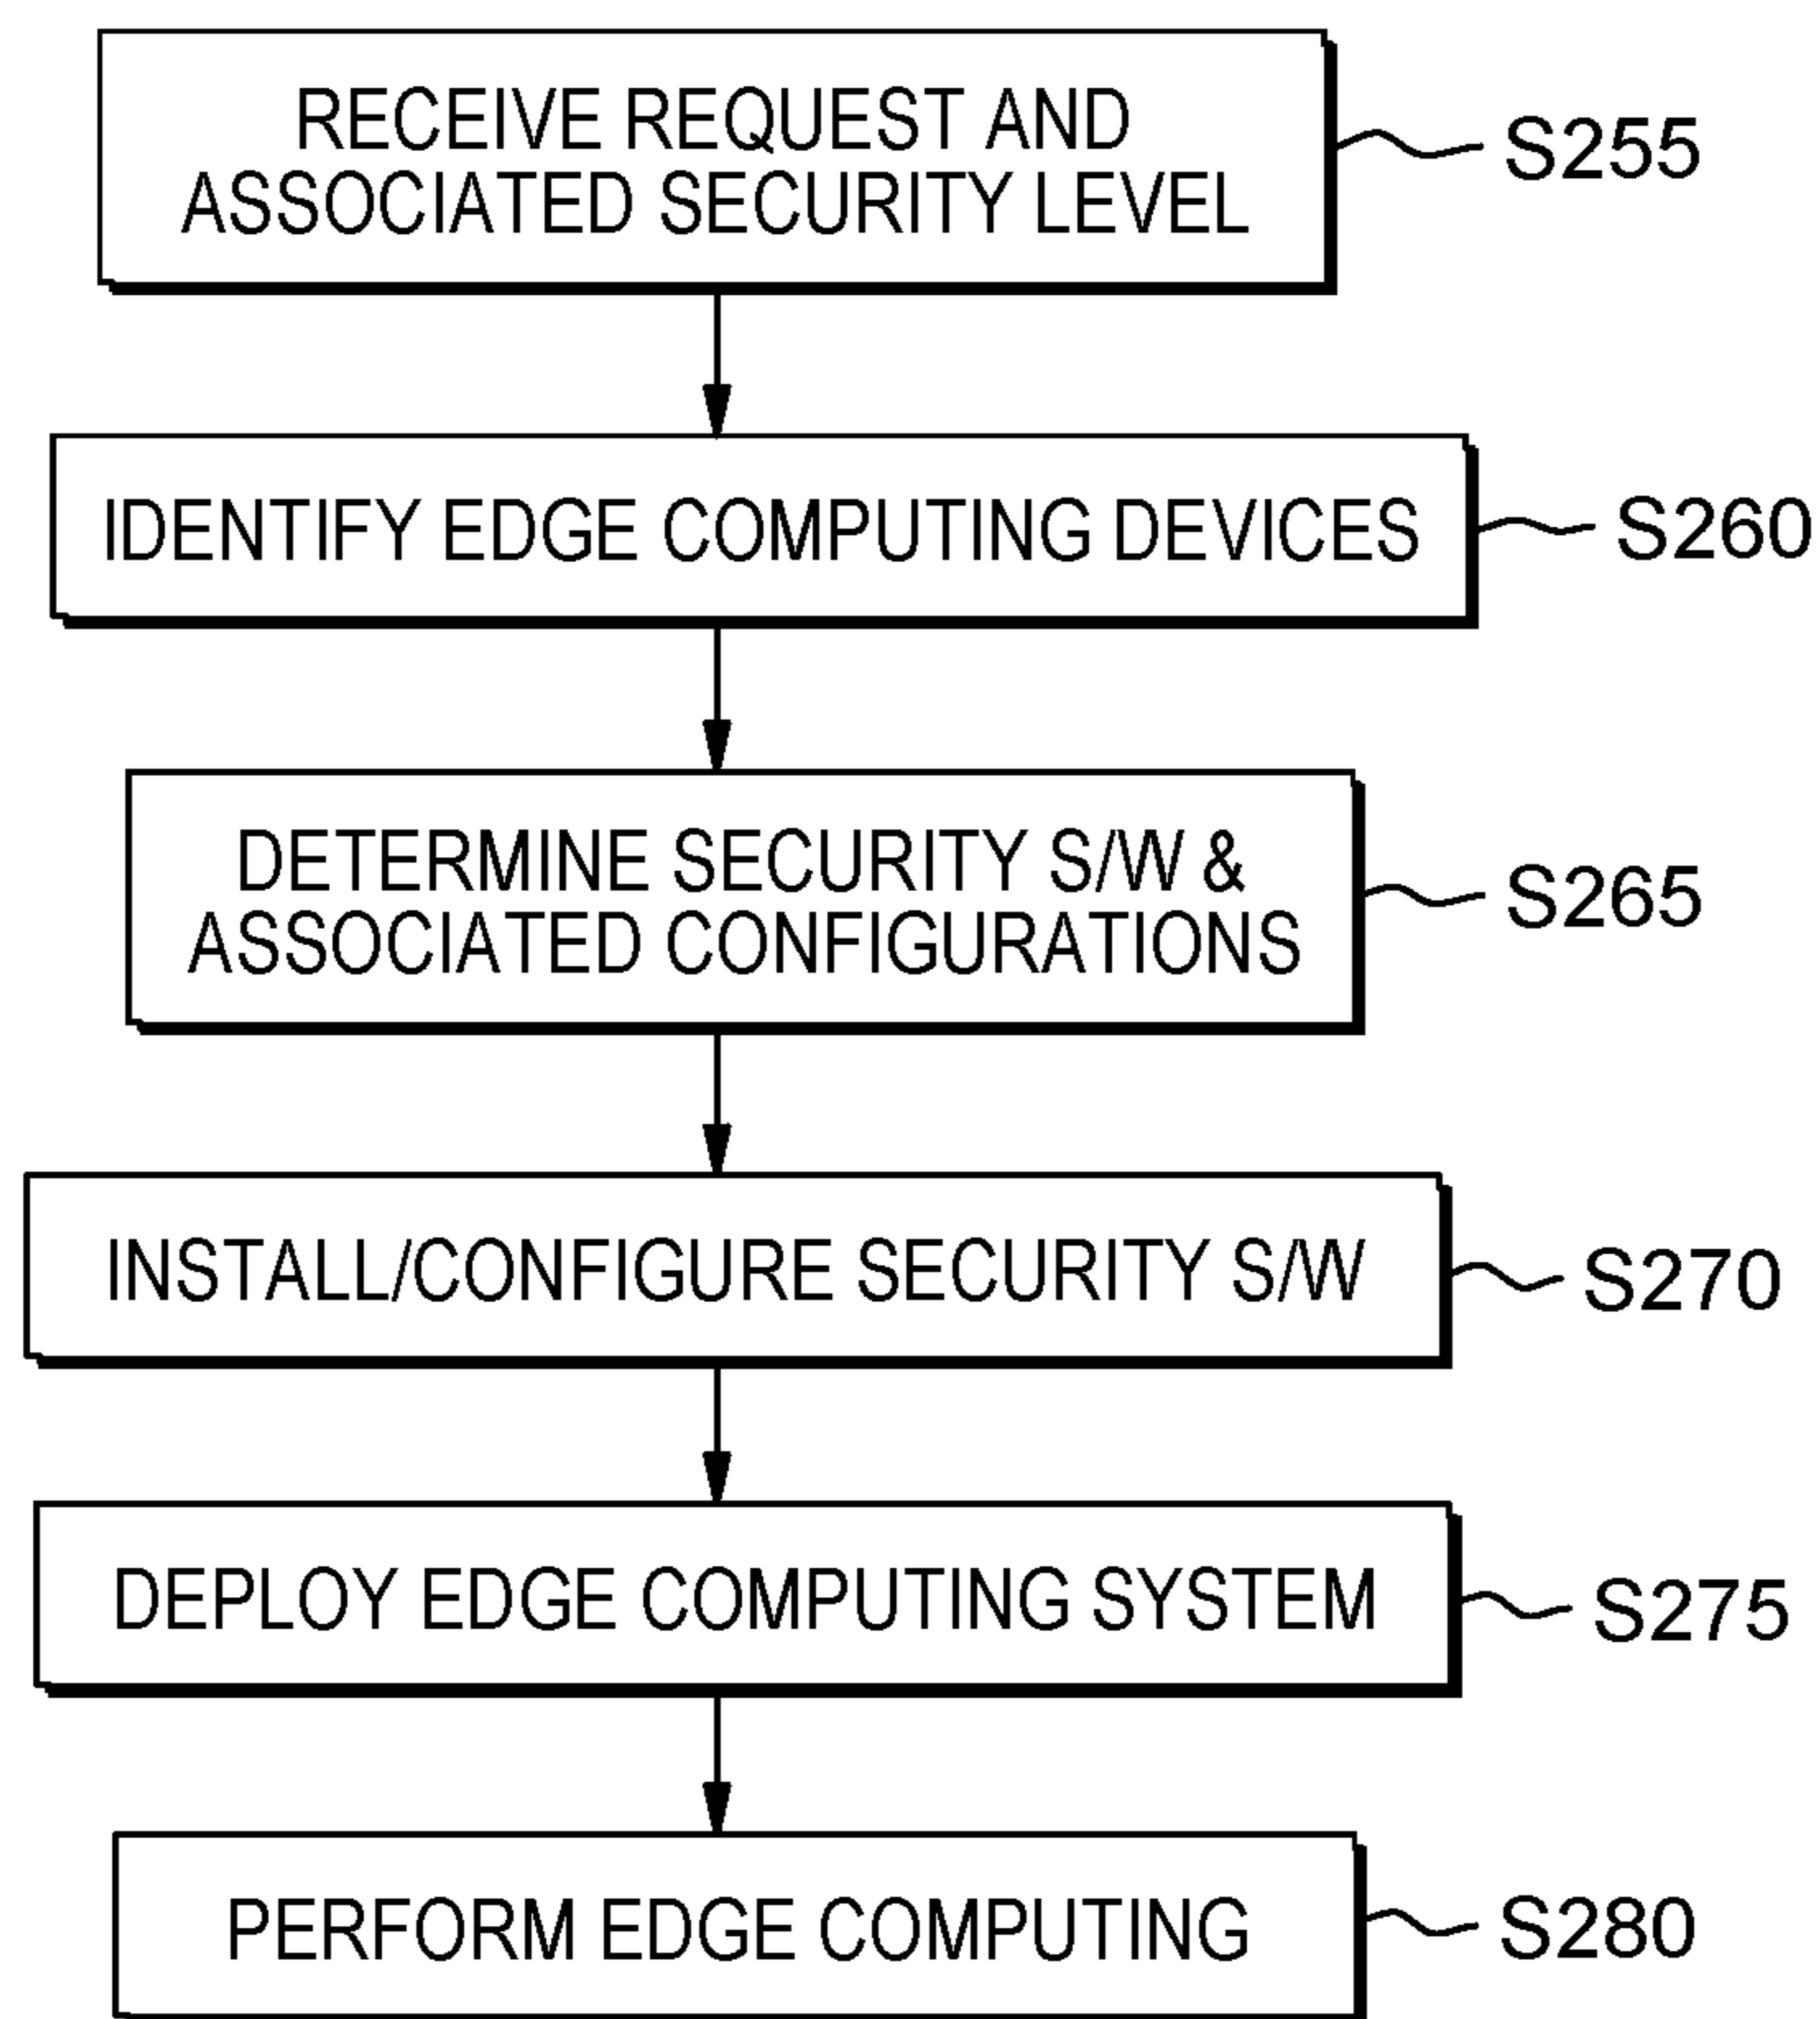 RECEIVE REQUEST AND
ASSOCIATED SECURITY LEVEL
S255
IDENTIFY EDGE COMPUTING DEVICES
S260
DETERMINE SECURITY S/W &
ASSOCIATED CONFIGURATIONS
S265
INSTALL/CONFIGURE SECURITY S/W
S270
DEPLOY EDGE COMPUTING SYSTEM
S275
PERFORM EDGE COMPUTING
S280